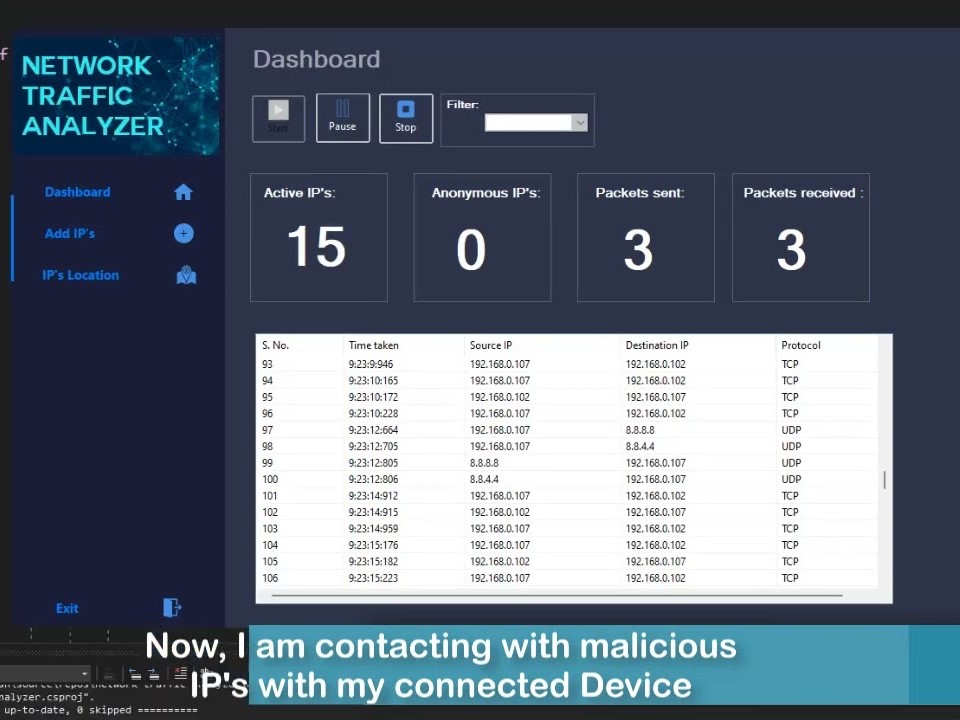 f
NETWORK
TRAFFIC
ANALYZER
Dashboard
Add IP's
IP's Location
Exit
Dashboard
Start
Pause
Stop
Filter:
Active IP's:
15
Anonymous IP's:
0
Packets sent:
3
Packets received :
3
S. No. Time taken Source IP Destination IP Protocol
93 9:23:9:946 192.168.0.107 192.168.0.102 TCP
94 9:23:10:165 192.168.0.107 192.168.0.102 TCP
95 9:23:10:172 192.168.0.102 192.168.0.107 TCP
96 9:23:10:228 192.168.0.107 192.168.0.102 TCP
97 9:23:12:664 192.168.0.107 8.8.8.8 UDP
98 9:23:12:705 192.168.0.107 8.8.4.4 UDP
99 9:23:12:805 8.8.8.8 192.168.0.107 UDP
100 9:23:12:806 8.8.4.4 192.168.0.107 UDP
101 9:23:14:912 192.168.0.107 192.168.0.102 TCP
102 9:23:14:915 192.168.0.102 192.168.0.107 TCP
103 9:23:14:959 192.168.0.107 192.168.0.102 TCP
104 9:23:15:176 192.168.0.107 192.168.0.102 TCP
105 9:23:15:182 192.168.0.102 192.168.0.107 TCP
106 9:23:15:223 192.168.0.107 192.168.0.102 TCP
Now, I am contacting with malicious
IP's with my connected Device
nalyzer.csproj".
up-to-date, 0 skipped ==========